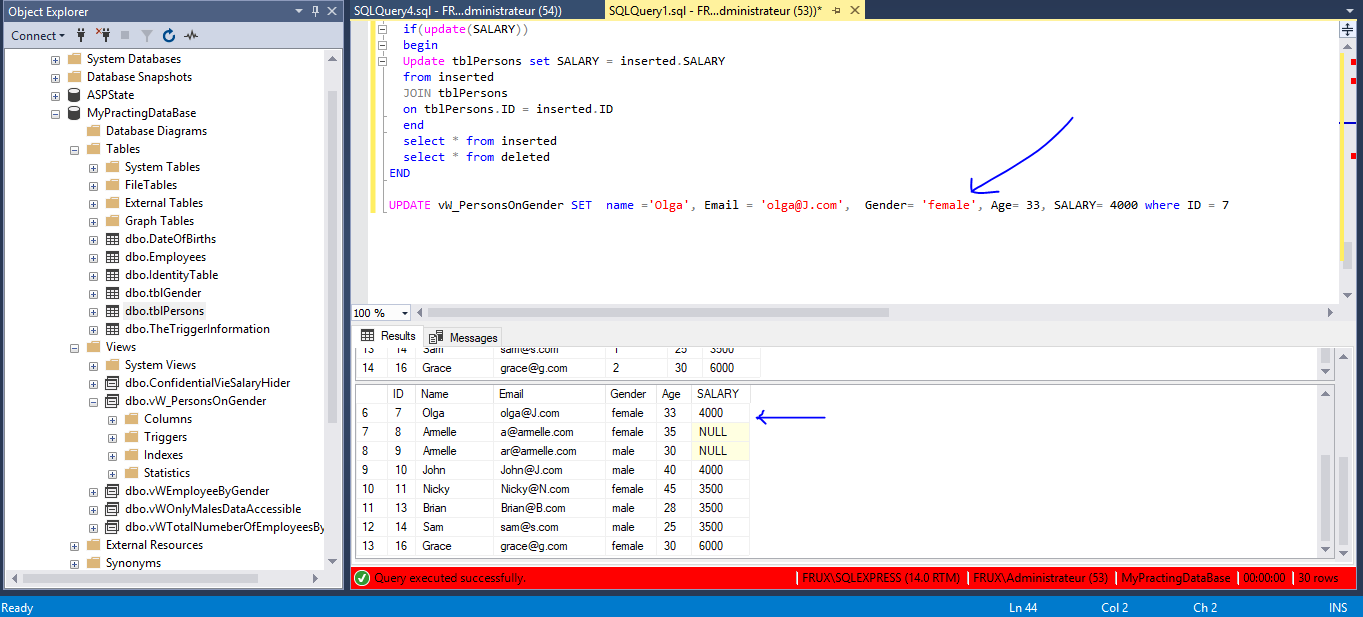 Object Explorer
Connect
System Databases
Database Snapshots
ASPState
MyPractingDataBase
Database Diagrams
Tables
System Tables
FileTables
External Tables
Graph Tables
dbo.DateOfBirths
dbo.Employees
dbo.IdentityTable
dbo.tblGender
dbo.tblPersons
dbo.TheTriggerInformation
Views
System Views
dbo.ConfidentialVieSalaryHider
dbo.vW_PersonsOnGender
Columns
Triggers
Indexes
Statistics
dbo.vWEmployeeByGender
dbo.vWOnlyMalesDataAccessible
dbo.vWTotalNumeberOfEmployeesBy
External Resources
Synonyms
SQLQuery4.sql - FR...dministrateur (54))
SQLQuery1.sql - FR...dministrateur (53))*
if(update(SALARY))
begin
Update tblPersons set SALARY = inserted.SALARY
from inserted
JOIN tblPersons
on tblPersons.ID = inserted.ID
end
select * from inserted
select * from deleted
END
UPDATE vW_PersonsOnGender SET name ='Olga', Email = 'olga@J.com', Gender= 'female', Age= 33, SALARY= 4000 where ID = 7
100 %
Results Messages
13 14 Sam sam@s.com 1 25 3500
14 16 Grace grace@g.com 2 30 6000
ID Name Email Gender Age SALARY
6 7 Olga olga@J.com female 33 4000
7 8 Armelle a@armelle.com female 35 NULL
8 9 Armelle ar@armelle.com male 30 NULL
9 10 John John@J.com male 40 4000
10 11 Nicky Nicky@N.com female 45 3500
11 13 Brian Brian@B.com male 28 3500
12 14 Sam sam@s.com male 25 3500
13 16 Grace grace@g.com female 30 6000
Query executed successfully. FRUX\SQLEXPRESS (14.0 RTM) FRUX\Administrateur (53) MyPractingDataBase 00:00:00 30 rows
Ready Ln 44 Col 2 Ch 2 INS